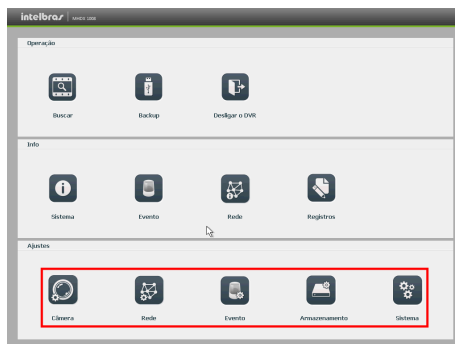 intelbras
Operação
Buscar Backup Desligar o DVR
Info
Sistema Evento Rede Registros
Ajustes
Câmera Rede Evento Armazenamento Sistema